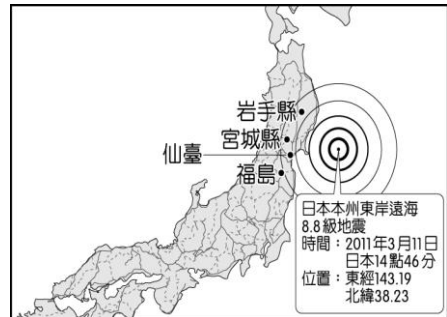 岩手縣
宮城縣
仙臺
福島
日本本州東岸遠海
8.8級地震
時間：2011年3月11日
日本14點46分
位置：東經143.19
北緯38.23